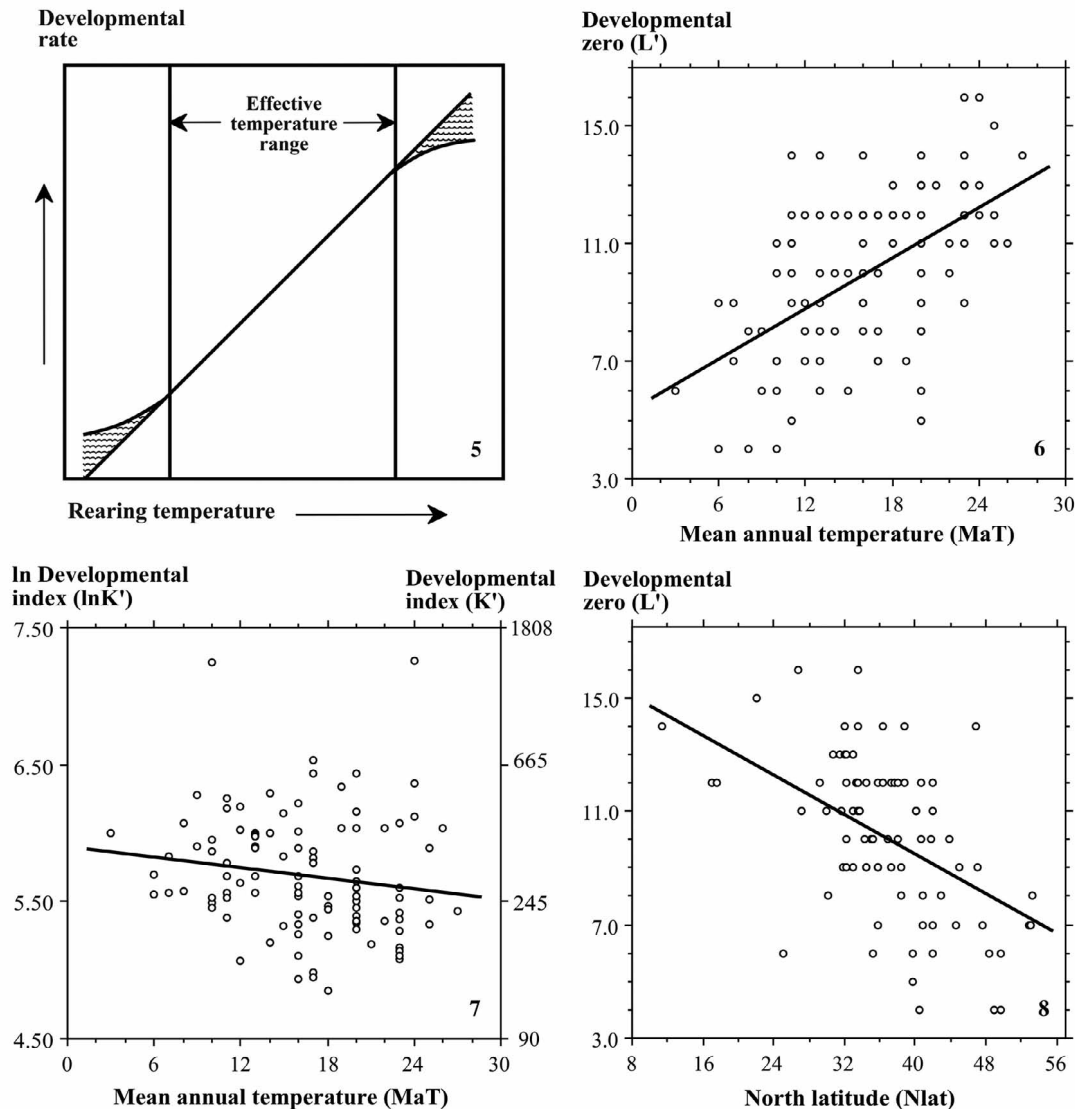 Developmental
rate
Effective
temperature
range
5
Rearing temperature
Developmental
zero (L')
15.0
11.0
7.0
3.0
0 6 12 18 24 30
6
Mean annual temperature (MaT)
ln Developmental
index (lnK')
Developmental
index (K')
7.50
6.50
5.50
4.50
1808
665
245
90
0 6 12 18 24 30
7
Mean annual temperature (MaT)
Developmental
zero (L')
15.0
11.0
7.0
3.0
8 16 24 32 40 48 56
8
North latitude (Nlat)